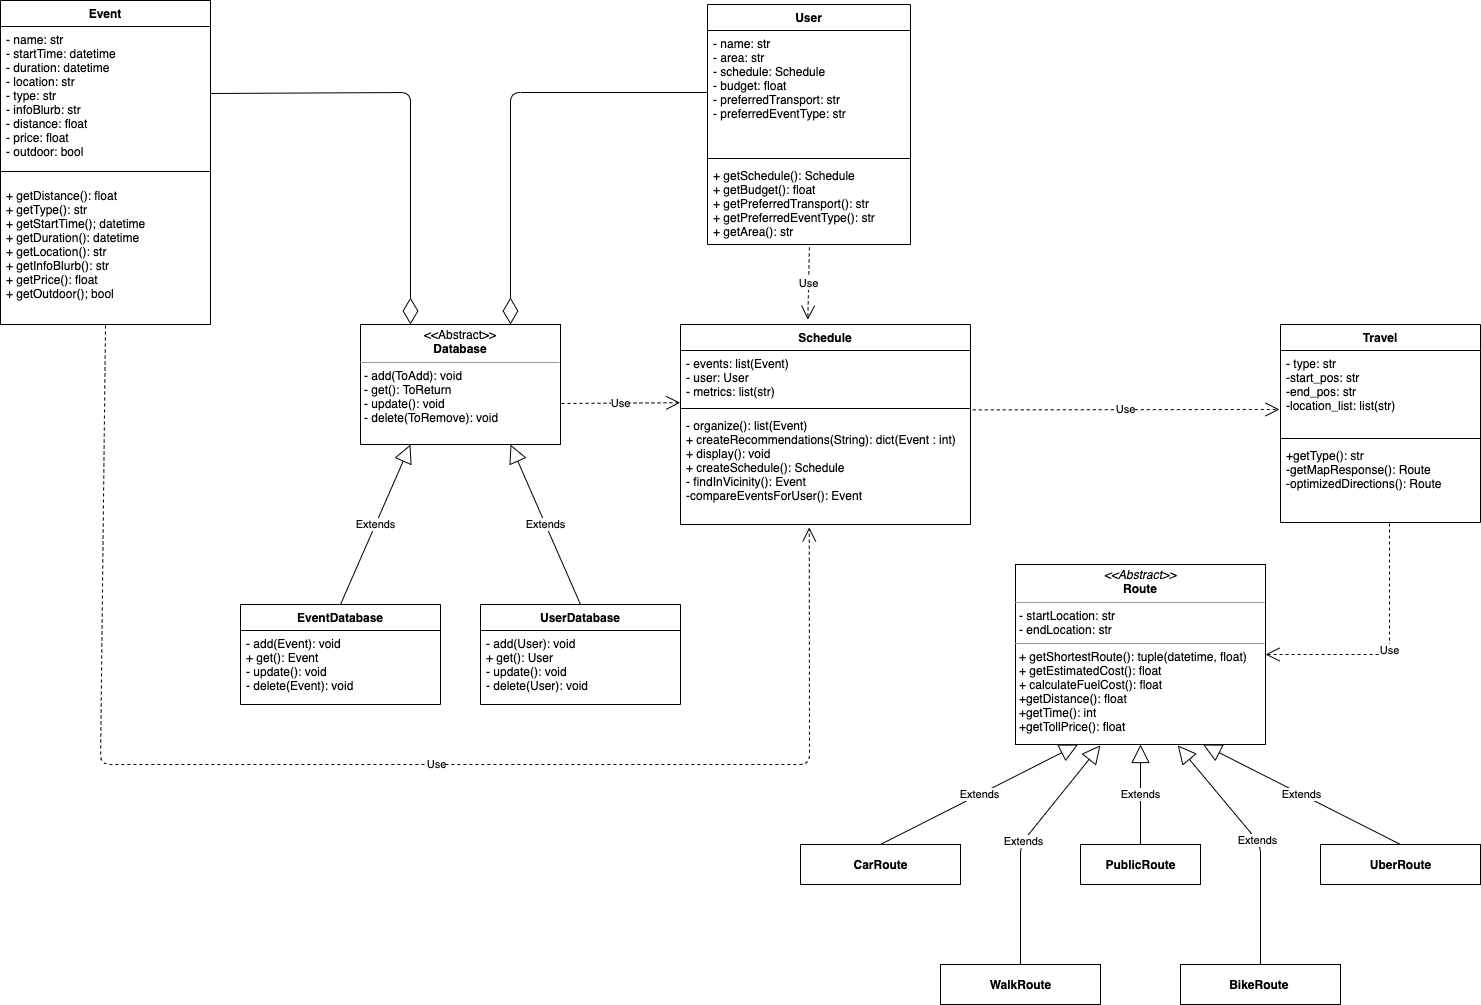 Event
- name: str
- startTime: datetime
- duration: datetime
- location: str
- type: str
- infoBlurb: str
- distance: float
- price: float
- outdoor: bool
+ getDistance(): float
+ getType(): str
+ getStartTime(); datetime
+ getDuration(): datetime
+ getLocation(): str
+ getInfoBlurb(): str
+ getPrice(): float
+ getOutdoor(); bool
User
- name: str
- area: str
- schedule: Schedule
- budget: float
- preferredTransport: str
- preferredEventType: str
+ getSchedule(): Schedule
+ getBudget(): float
+ getPreferredTransport(): str
+ getPreferredEventType(): str
+ getArea(): str
Use
<<Abstract>>
Database
- add(ToAdd): void
- get(): ToReturn
- update(): void
- delete(ToRemove): void
Use
Schedule
- events: list(Event)
- user: User
- metrics: list(str)
- organize(): list(Event)
+ createRecommendations(String): dict(Event : int)
+ display(): void
+ createSchedule(): Schedule
- findInVicinity(): Event
-compareEventsForUser(): Event
Use
Travel
- type: str
-start_pos: str
-end_pos: str
-location_list: list(str)
+getType(): str
-getMapResponse(): Route
-optimizedDirections(): Route
Extends
Extends
EventDatabase
- add(Event): void
+ get(): Event
- update(): void
- delete(Event): void
UserDatabase
- add(User): void
+ get(): User
- update(): void
- delete(User): void
Use
<<Abstract>>
Route
- startLocation: str
- endLocation: str
+ getShortestRoute(): tuple(datetime, float)
+ getEstimatedCost(): float
+ calculateFuelCost(): float
+getDistance(): float
+getTime(): int
+getTollPrice(): float
Use
Extends
Extends
Extends
Extends
Extends
CarRoute
PublicRoute
UberRoute
WalkRoute
BikeRoute